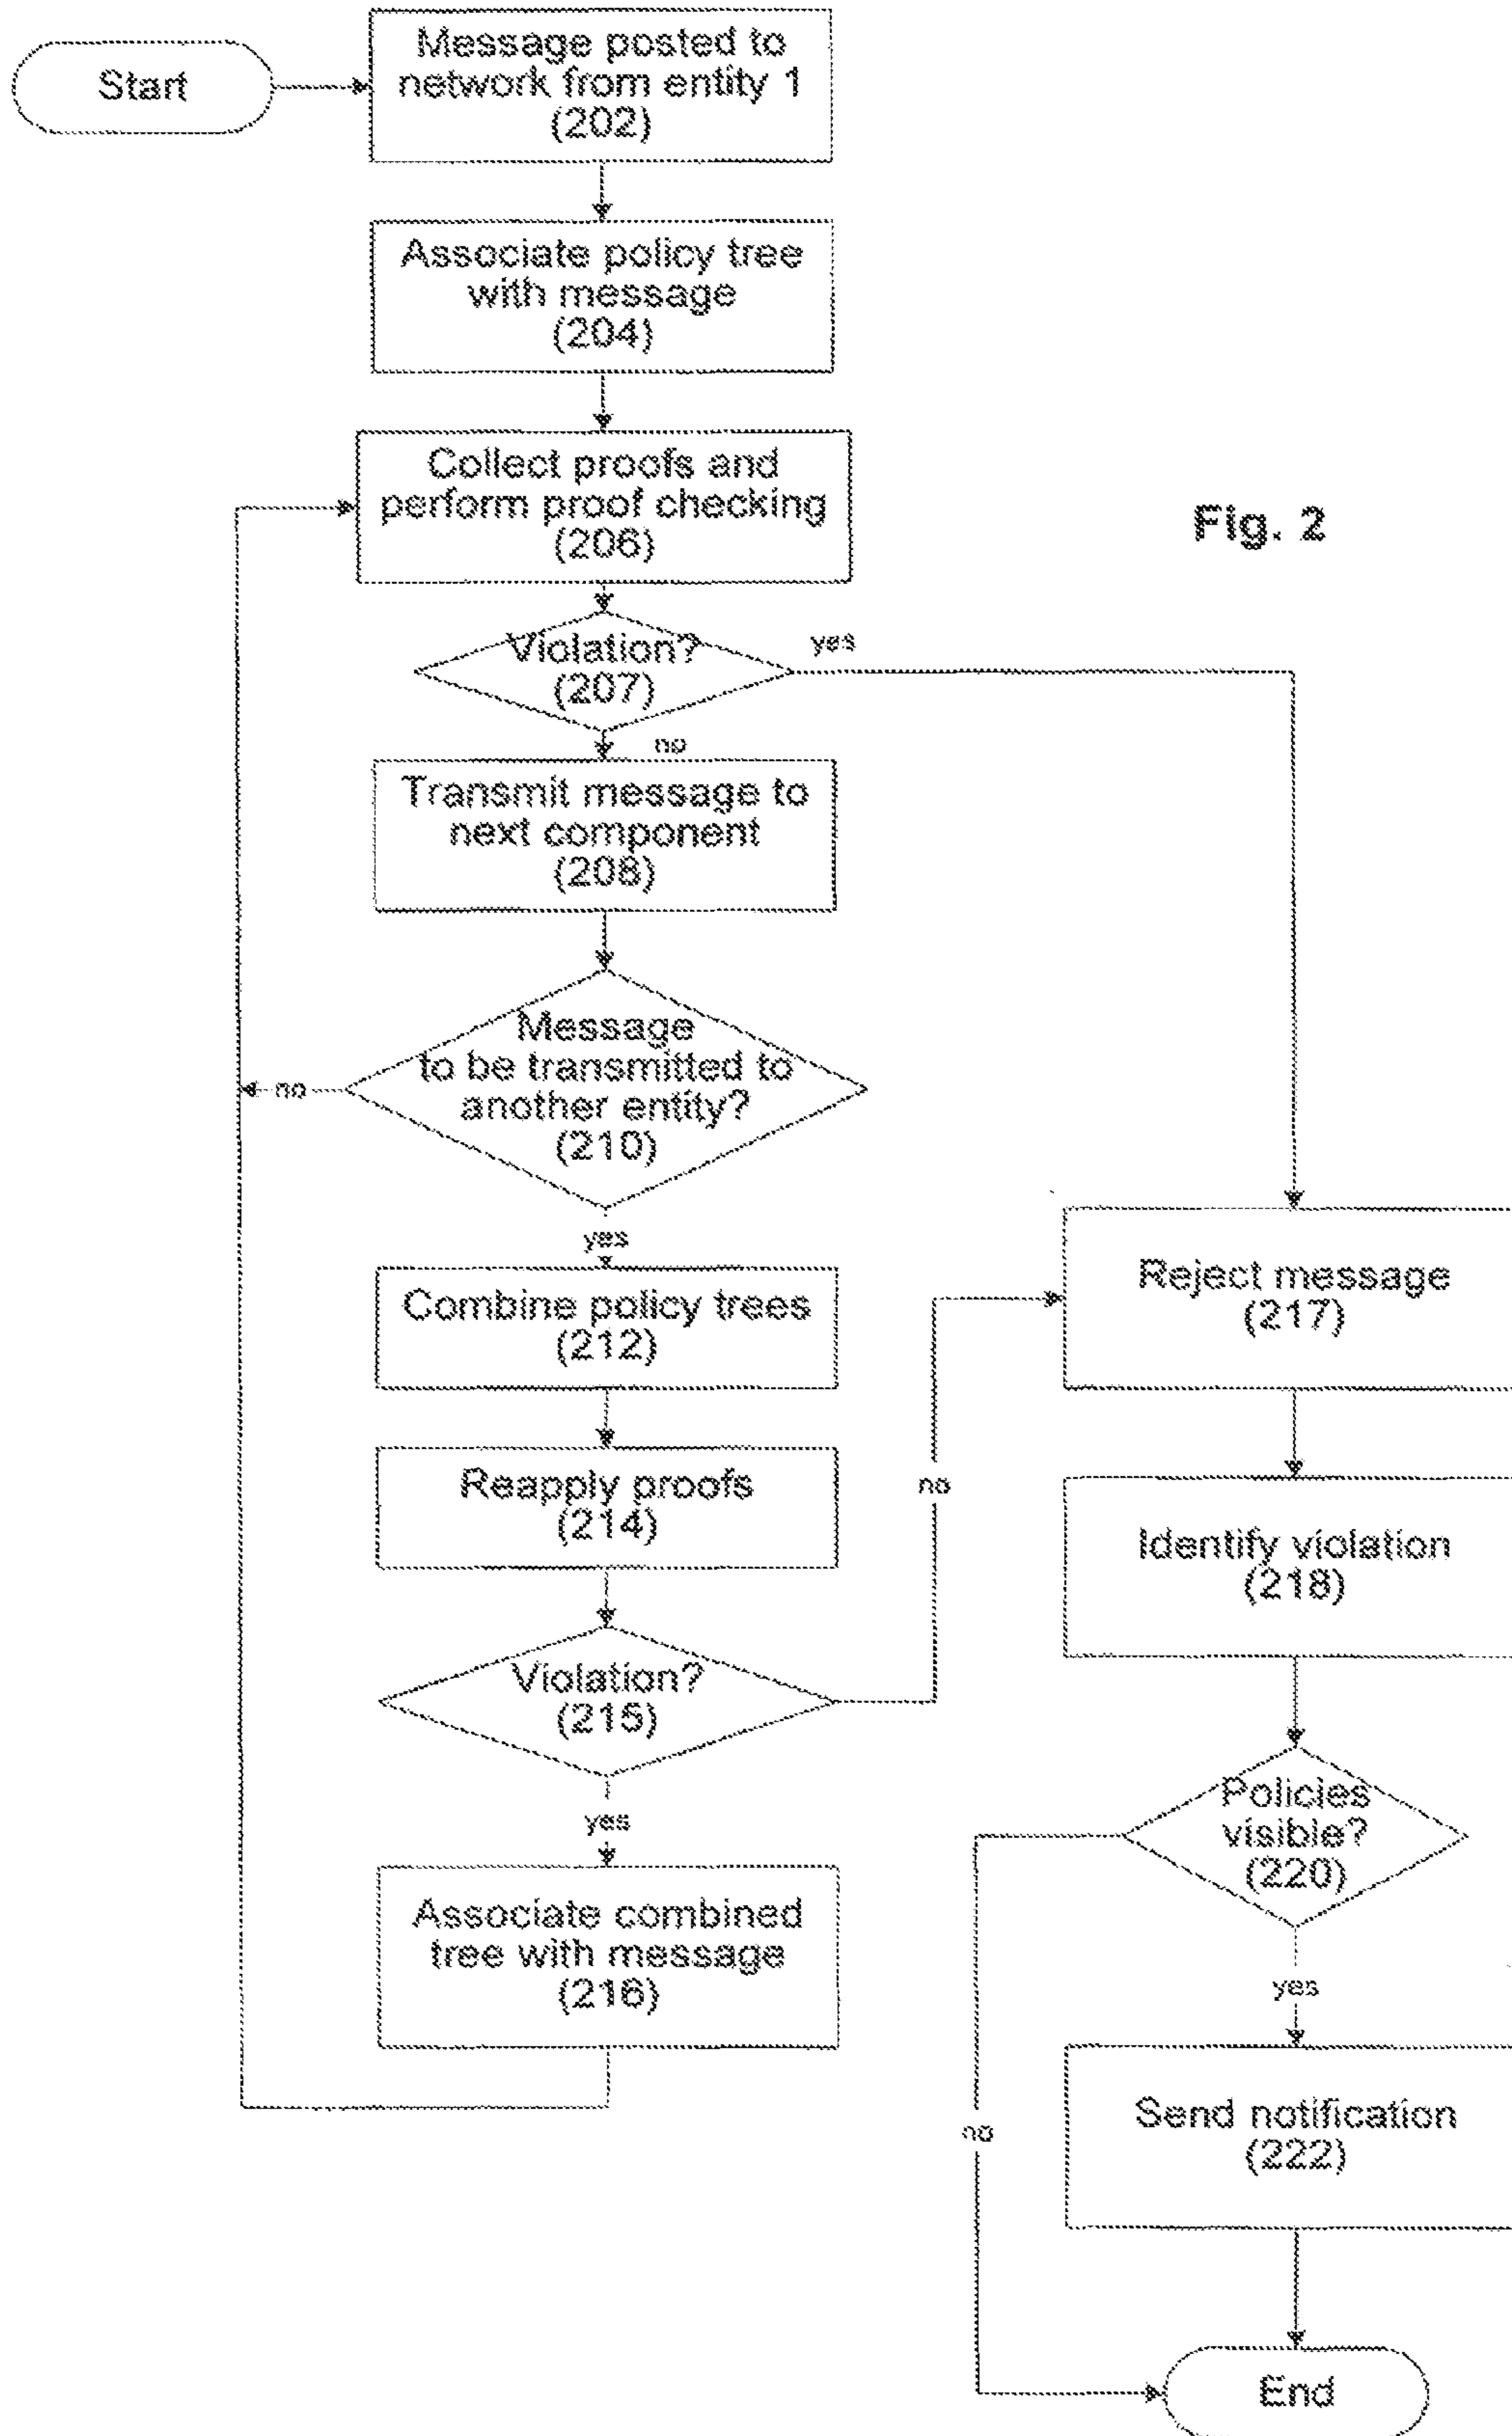 Start
Message posted to
network from entity 1
(202)
Associate policy tree
with message
(204)
Collect proofs and
perform proof checking
(206)
Fig. 2
Violation?
(207)
yes
no
Transmit message to
next component
(208)
Message
to be transmitted to
another entity?
(210)
no
yes
Combine policy trees
(212)
Reapply proofs
(214)
Violation?
(215)
no
yes
Associate combined
tree with message
(216)
Reject message
(217)
Identify violation
(218)
Policies
visible?
(220)
yes
no
Send notification
(222)
End